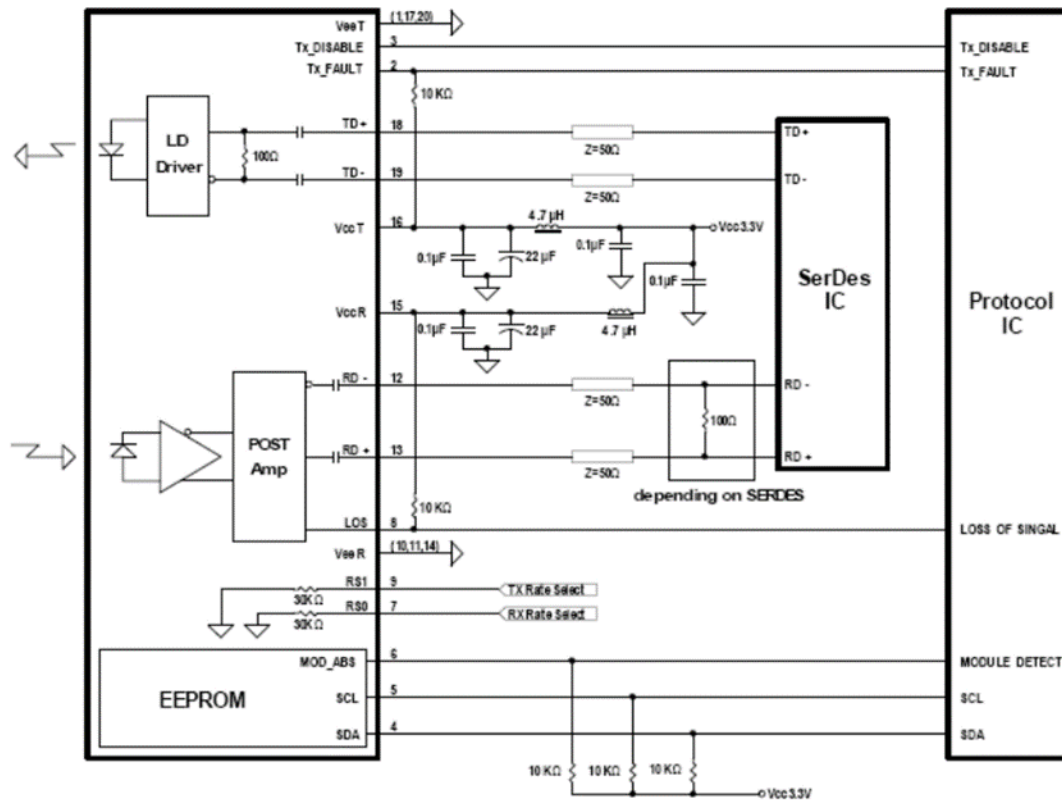 VeeT (1,17,20)
Tx_DISABLE 3 Tx_DISABLE
Tx_FAULT 2 Tx_FAULT
10 KΩ
LD
Driver
100Ω
TD+ 18 Z=50Ω TD+
TD- 19 Z=50Ω TD-
VccT 16 4.7 µH Vcc3.3V
0.1µF 22 µF 0.1µF 0.1µF
VccR 15 4.7 µH
0.1µF 22 µF
SerDes
IC
Protocol
IC
RD - 12 Z=50Ω RD -
100Ω
POST
Amp
RD + 13 Z=50Ω RD +
depending on SERDES
10 KΩ
LOS 8 LOSS OF SINGAL
VeeR (10,11,14)
RS1 9 TX Rate Select
30KΩ
RS0 7 RX Rate Select
30KΩ
EEPROM
MOD_ABS 6 MODULE DETECT
SCL 5 SCL
SDA 4 SDA
10 KΩ 10 KΩ 10 KΩ
Vcc3.3V